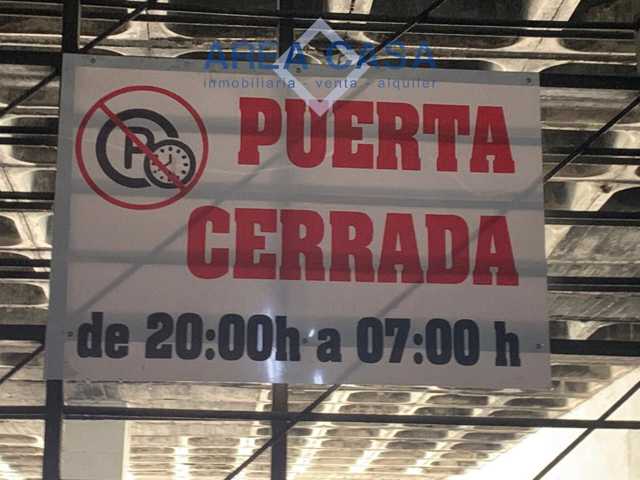 AREA CASA
inmobiliaria - venta - alquiler
PUERTA
CERRADA
de 20:00h a 07:00 h